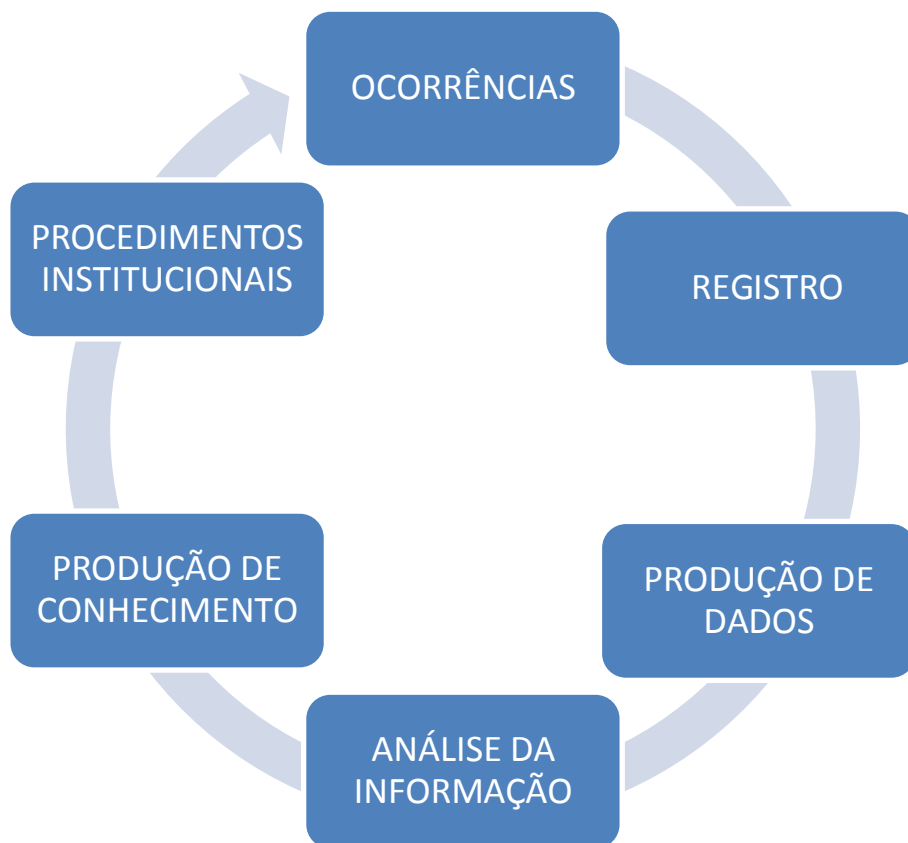 OCORRÊNCIAS
REGISTRO
PRODUÇÃO DE
DADOS
ANÁLISE DA
INFORMAÇÃO
PRODUÇÃO DE
CONHECIMENTO
PROCEDIMENTOS
INSTITUCIONAIS